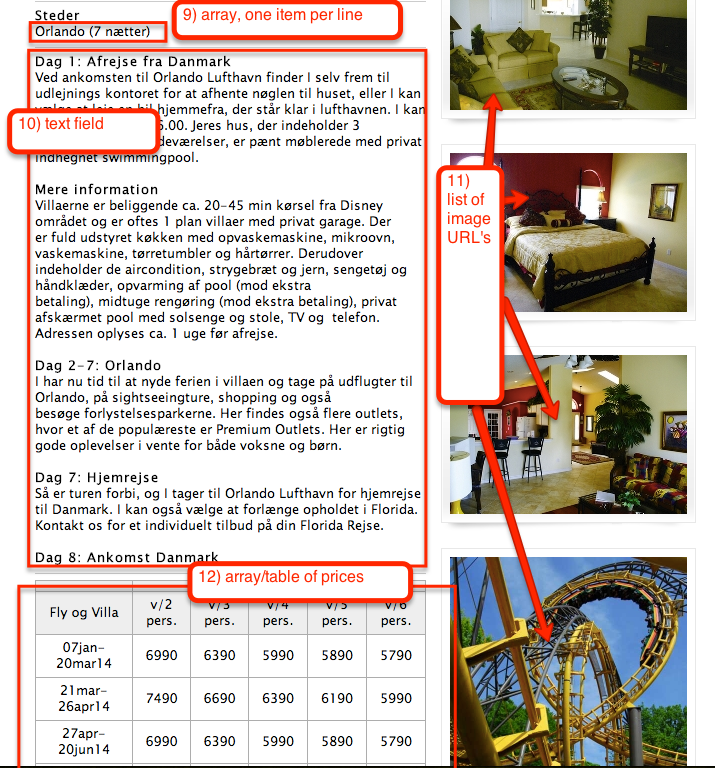 Steder
9) array, one item per line
Orlando (7 nætter)
Dag 1: Afrejse fra Danmark
Ved ankomsten til Orlando Lufthavn finder I selv frem til
udlejnings kontoret for at afhente nøglen til huset, eller I kan
vælge at leje en bil hjemmefra, der står klar i lufthavnen. I kan
10) text field
6.00. Jeres hus, der indeholder 3
deværelser, er pænt møblerede med privat
indhegnet swimmingpool.
Mere information
Villaerne er beliggende ca. 20-45 min kørsel fra Disney
området og er oftes 1 plan villaer med privat garage. Der
er fuld udstyret køkken med opvaskemaskine, mikroovn,
vaskemaskine, tørretumbler og hårtørrer. Derudover
indeholder de aircondition, strygebræt og jern, sengetøj og
håndklæder, opvarming af pool (mod ekstra
betaling), midtuge rengøring (mod ekstra betaling), privat
afskærmet pool med solsenge og stole, TV og telefon.
Adressen oplyses ca. 1 uge før afrejse.
Dag 2-7: Orlando
I har nu tid til at nyde ferien i villaen og tage på udflugter til
Orlando, på sightseeingture, shopping og også
besøge forlystelsesparkerne. Her findes også flere outlets,
hvor et af de populæreste er Premium Outlets. Her er rigtig
gode oplevelser i vente for både voksne og børn.
Dag 7: Hjemrejse
Så er turen forbi, og I tager til Orlando Lufthavn for hjemrejse
til Danmark. I kan også vælge at forlænge opholdet i Florida.
Kontakt os for et individuelt tilbud på din Florida Rejse.
Dag 8: Ankomst Danmark
11)
list of
image
URL's
12) array/table of prices
Fly og Villa v/2 pers. v/3 pers. v/4 pers. v/5 pers. v/6 pers.
07jan-20mar14 6990 6390 5990 5890 5790
21mar-26apr14 7490 6690 6390 6190 5990
27apr-20jun14 6990 6390 5990 5890 5790